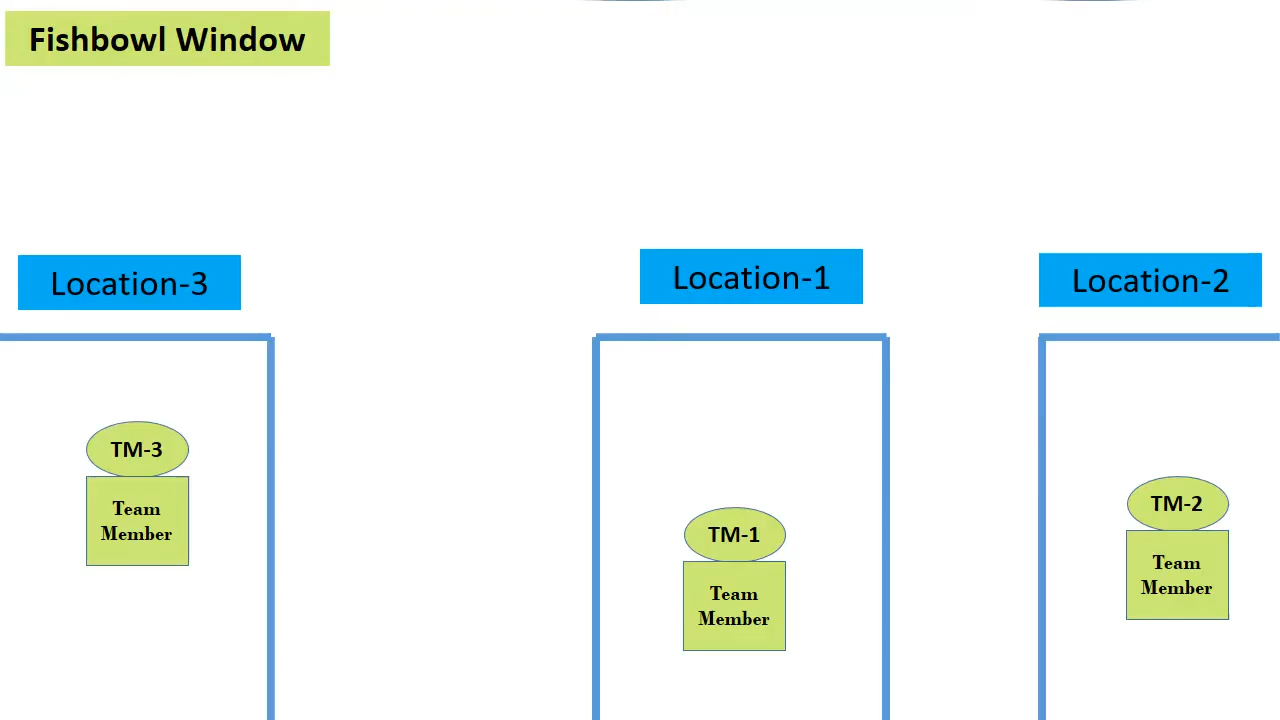 Fishbowl Window
Location-3
Location-1
Location-2
TM-3
Team
Member
TM-1
Team
Member
TM-2
Team
Member